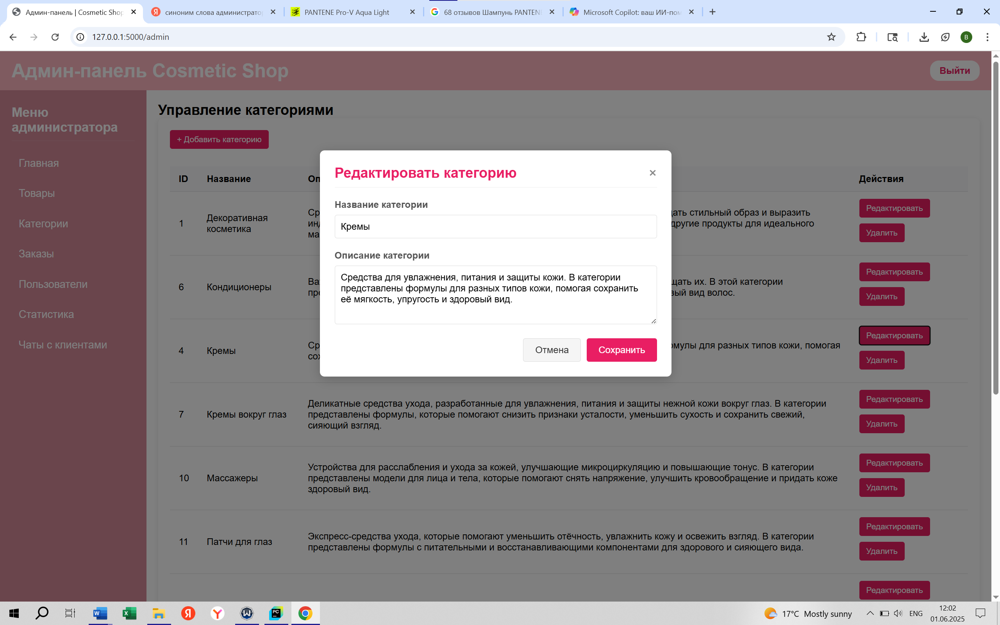 Админ-панель | Cosmetic Shop
синоним слова администратор
PANTENE Pro-V Aqua Light
68 отзывов Шампунь PANTENE
Microsoft Copilot: ваш ИИ-пом
127.0.0.1:5000/admin
B
Админ-панель Cosmetic Shop
Выйти
Меню
администратора
Главная
Товары
Категории
Заказы
Пользователи
Статистика
Чаты с клиентами
Управление категориями
+ Добавить категорию
ID Название Оп Действия
1 Декоративная косметика
Ср
инд
ма
дать стильный образ и выразить
другие продукты для идеального
Редактировать
Удалить
6 Кондиционеры
Ва
пре
щать их. В этой категории
вый вид волос.
Редактировать
Удалить
4 Кремы
Ср
сох
рмулы для разных типов кожи, помогая
Редактировать
Удалить
7 Кремы вокруг глаз
Деликатные средства ухода, разработанные для увлажнения, питания и защиты нежной кожи вокруг глаз. В категории
представлены формулы, которые помогают снизить признаки усталости, уменьшить сухость и сохранить свежий,
сияющий взгляд.
Редактировать
Удалить
10 Массажеры
Устройства для расслабления и ухода за кожей, улучшающие микроциркуляцию и повышающие тонус. В категории
представлены модели для лица и тела, которые помогают снять напряжение, улучшить кровообращение и придать коже
здоровый вид.
Редактировать
Удалить
11 Патчи для глаз
Экспресс-средства ухода, которые помогают уменьшить отёчность, увлажнить кожу и освежить взгляд. В категории
представлены формулы с питательными и восстанавливающими компонентами для здорового и сияющего вида.
Редактировать
Удалить
Редактировать
Редактировать категорию
×
Название категории
Кремы
Описание категории
Средства для увлажнения, питания и защиты кожи. В категории
представлены формулы для разных типов кожи, помогая сохранить
её мягкость, упругость и здоровый вид.
Отмена
Сохранить
17°C Mostly sunny
ENG
12:02
01.06.2025